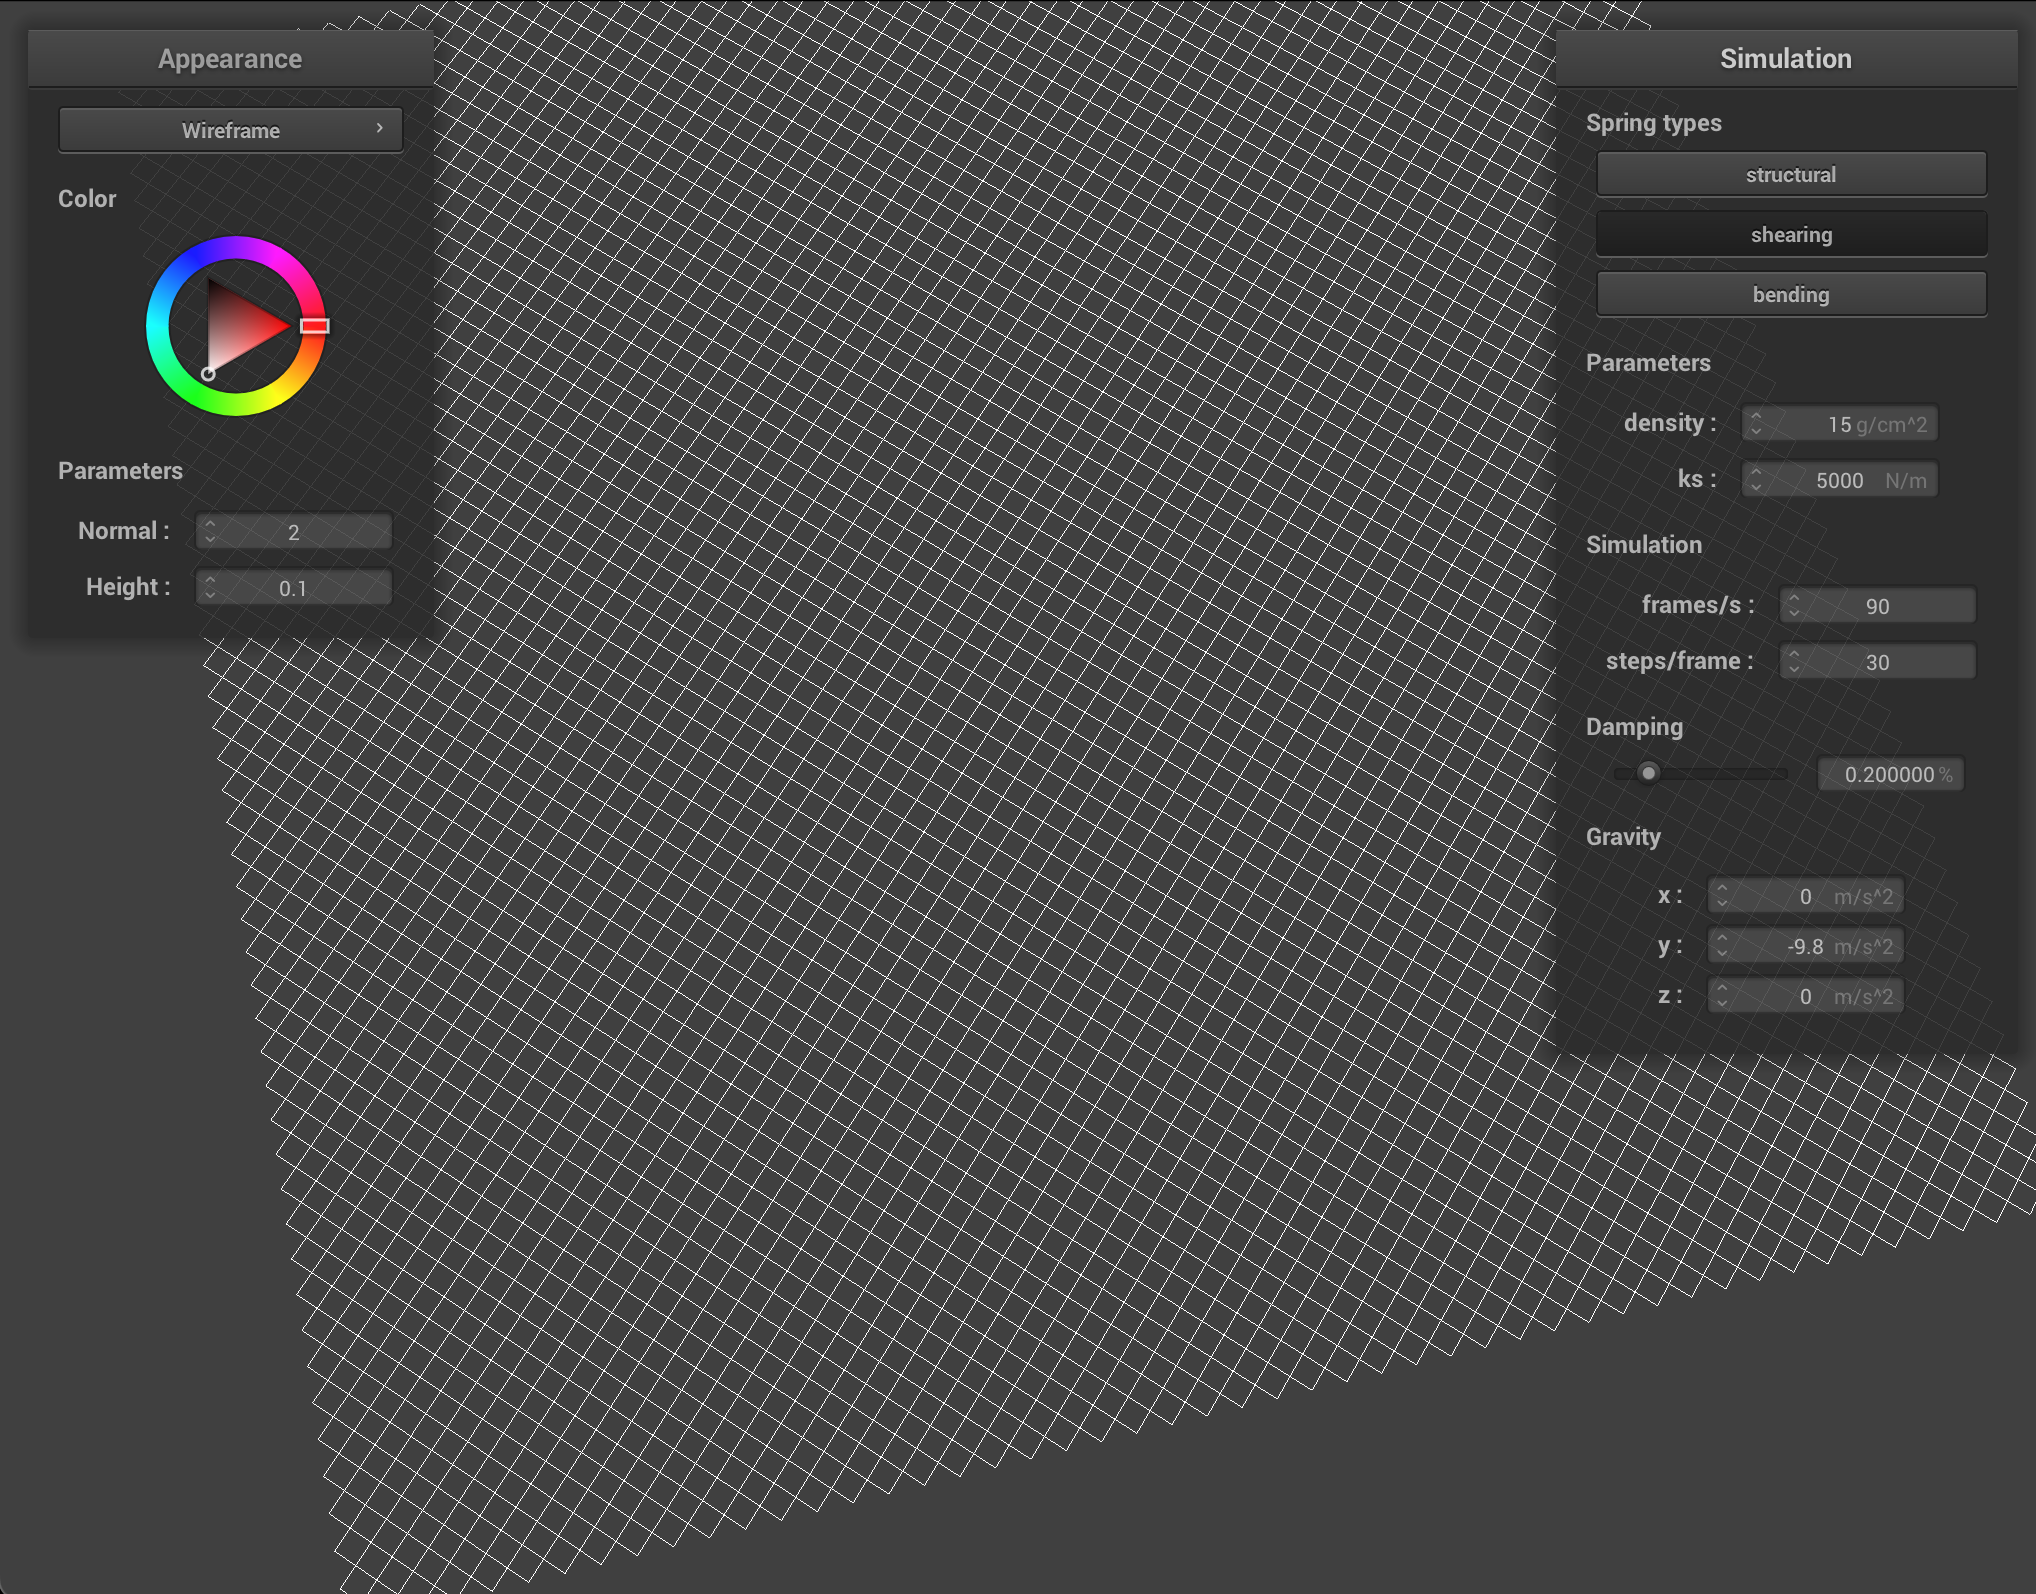 Appearance
Wireframe
Color
Parameters
Normal : 2
Height : 0.1
Simulation
Spring types
structural
shearing
bending
Parameters
density : 15 g/cm^2
ks : 5000 N/m
Simulation
frames/s : 90
steps/frame : 30
Damping
0.200000 %
Gravity
x : 0 m/s^2
y : -9.8 m/s^2
z : 0 m/s^2